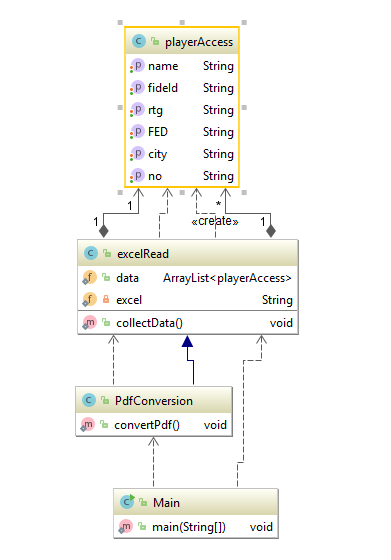 playerAccess
name String
fideId String
rtg String
FED String
city String
no String
1 1 «create» * 1
excelRead
data ArrayList<playerAccess>
excel String
collectData() void
PdfConversion
convertPdf() void
Main
main(String[]) void